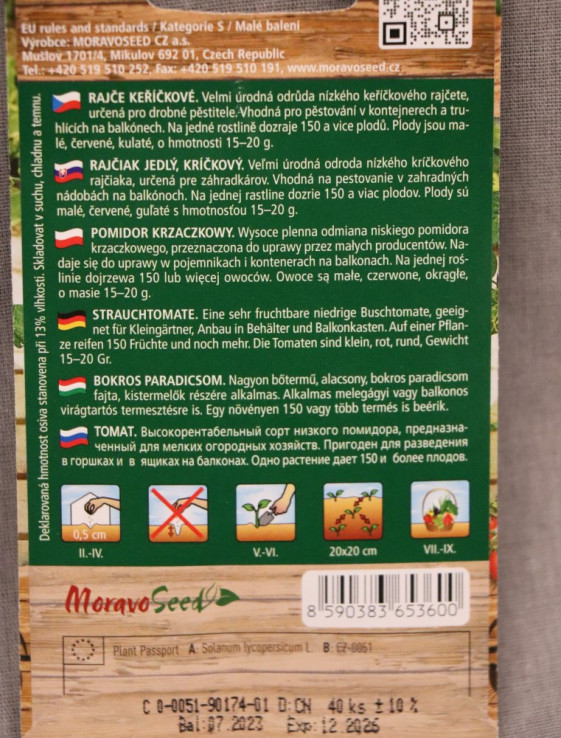 EU rules and standards / Kategorie S / Malé balení
Výrobce: MORAVOSEED CZ a.s.
Mušlov 1701/4, Mikulov 692 01, Czech Republic
Tel.: +420 519 510 252, Fax: +420 519 510 191, www.moravoseed.cz
Deklarovaná hmotnost osiva stanovena při 13% vlhkosti. Skladovat v suchu, chladnu a temnu.
RAJČE KEŘÍČKOVÉ. Velmi úrodná odrůda nízkého keříčkového rajčete,
určená pro drobné pěstitele. Vhodná pro pěstování v kontejnerech a tru-
hlících na balkónech. Na jedné rostlině dozraje 150 a vice plodů. Plody jsou ma-
lé, červené, kulaté, o hmotnosti 15–20 g.
RAJČIAK JEDLÝ, KRÍČKOVÝ. Veľmi úrodná odroda nízkého kríčkového
rajčiaka, určená pre záhradkárov. Vhodná na pestovanie v zahradných
nádobách na balkónoch. Na jednej rastline dozrie 150 a viac plodov. Plody sú
malé, červené, guľaté s hmotnosťou 15–20 g.
POMIDOR KRZACZKOWY. Wysoce plenna odmiana niskiego pomidora
krzaczkowego, przeznaczona do uprawy przez małych producentów. Na-
daje się do uprawy w pojemnikach i kontenerach na balkonach. Na jednej roś-
linie dojrzewa 150 lub więcej owoców. Owoce są małe, czerwone, okrągłe,
o masie 15–20 g.
STRAUCHTOMATE. Eine sehr fruchtbare niedrige Buschtomate, geeig-
net für Kleingärtner, Anbau in Behälter und Balkonkasten. Auf einer Pflan-
ze reifen 150 Früchte und noch mehr. Die Tomaten sind klein, rot, rund, Gewicht
15–20 Gr.
BOKROS PARADICSOM. Nagyon bőtermű, alacsony, bokros paradicsom
fajta, kistermelők részére alkalmas. Alkalmas melegágyi vagy balkonos
virágtartós termesztésre is. Egy növényen 150 vagy több termés is beérik.
ТОМАТ. Высокорентабельный сорт низкого помидора, предназна-
ченный для мелких огородных хозяйств. Пригоден для разведения
в горшках и в ящиках на балконах. Одно растение дает 150 и более плодов.
0,5 cm
II.-IV.
V.-VI.
20x20 cm
VII.-IX.
MoravoSeed
8 590383 653600
Plant Passport A: Solanum lycopersicum L B: CZ-0051
C 0-0051-90174-01 D:CN 40 ks ±10 %
Bal:07.2023 Exp:12.2026